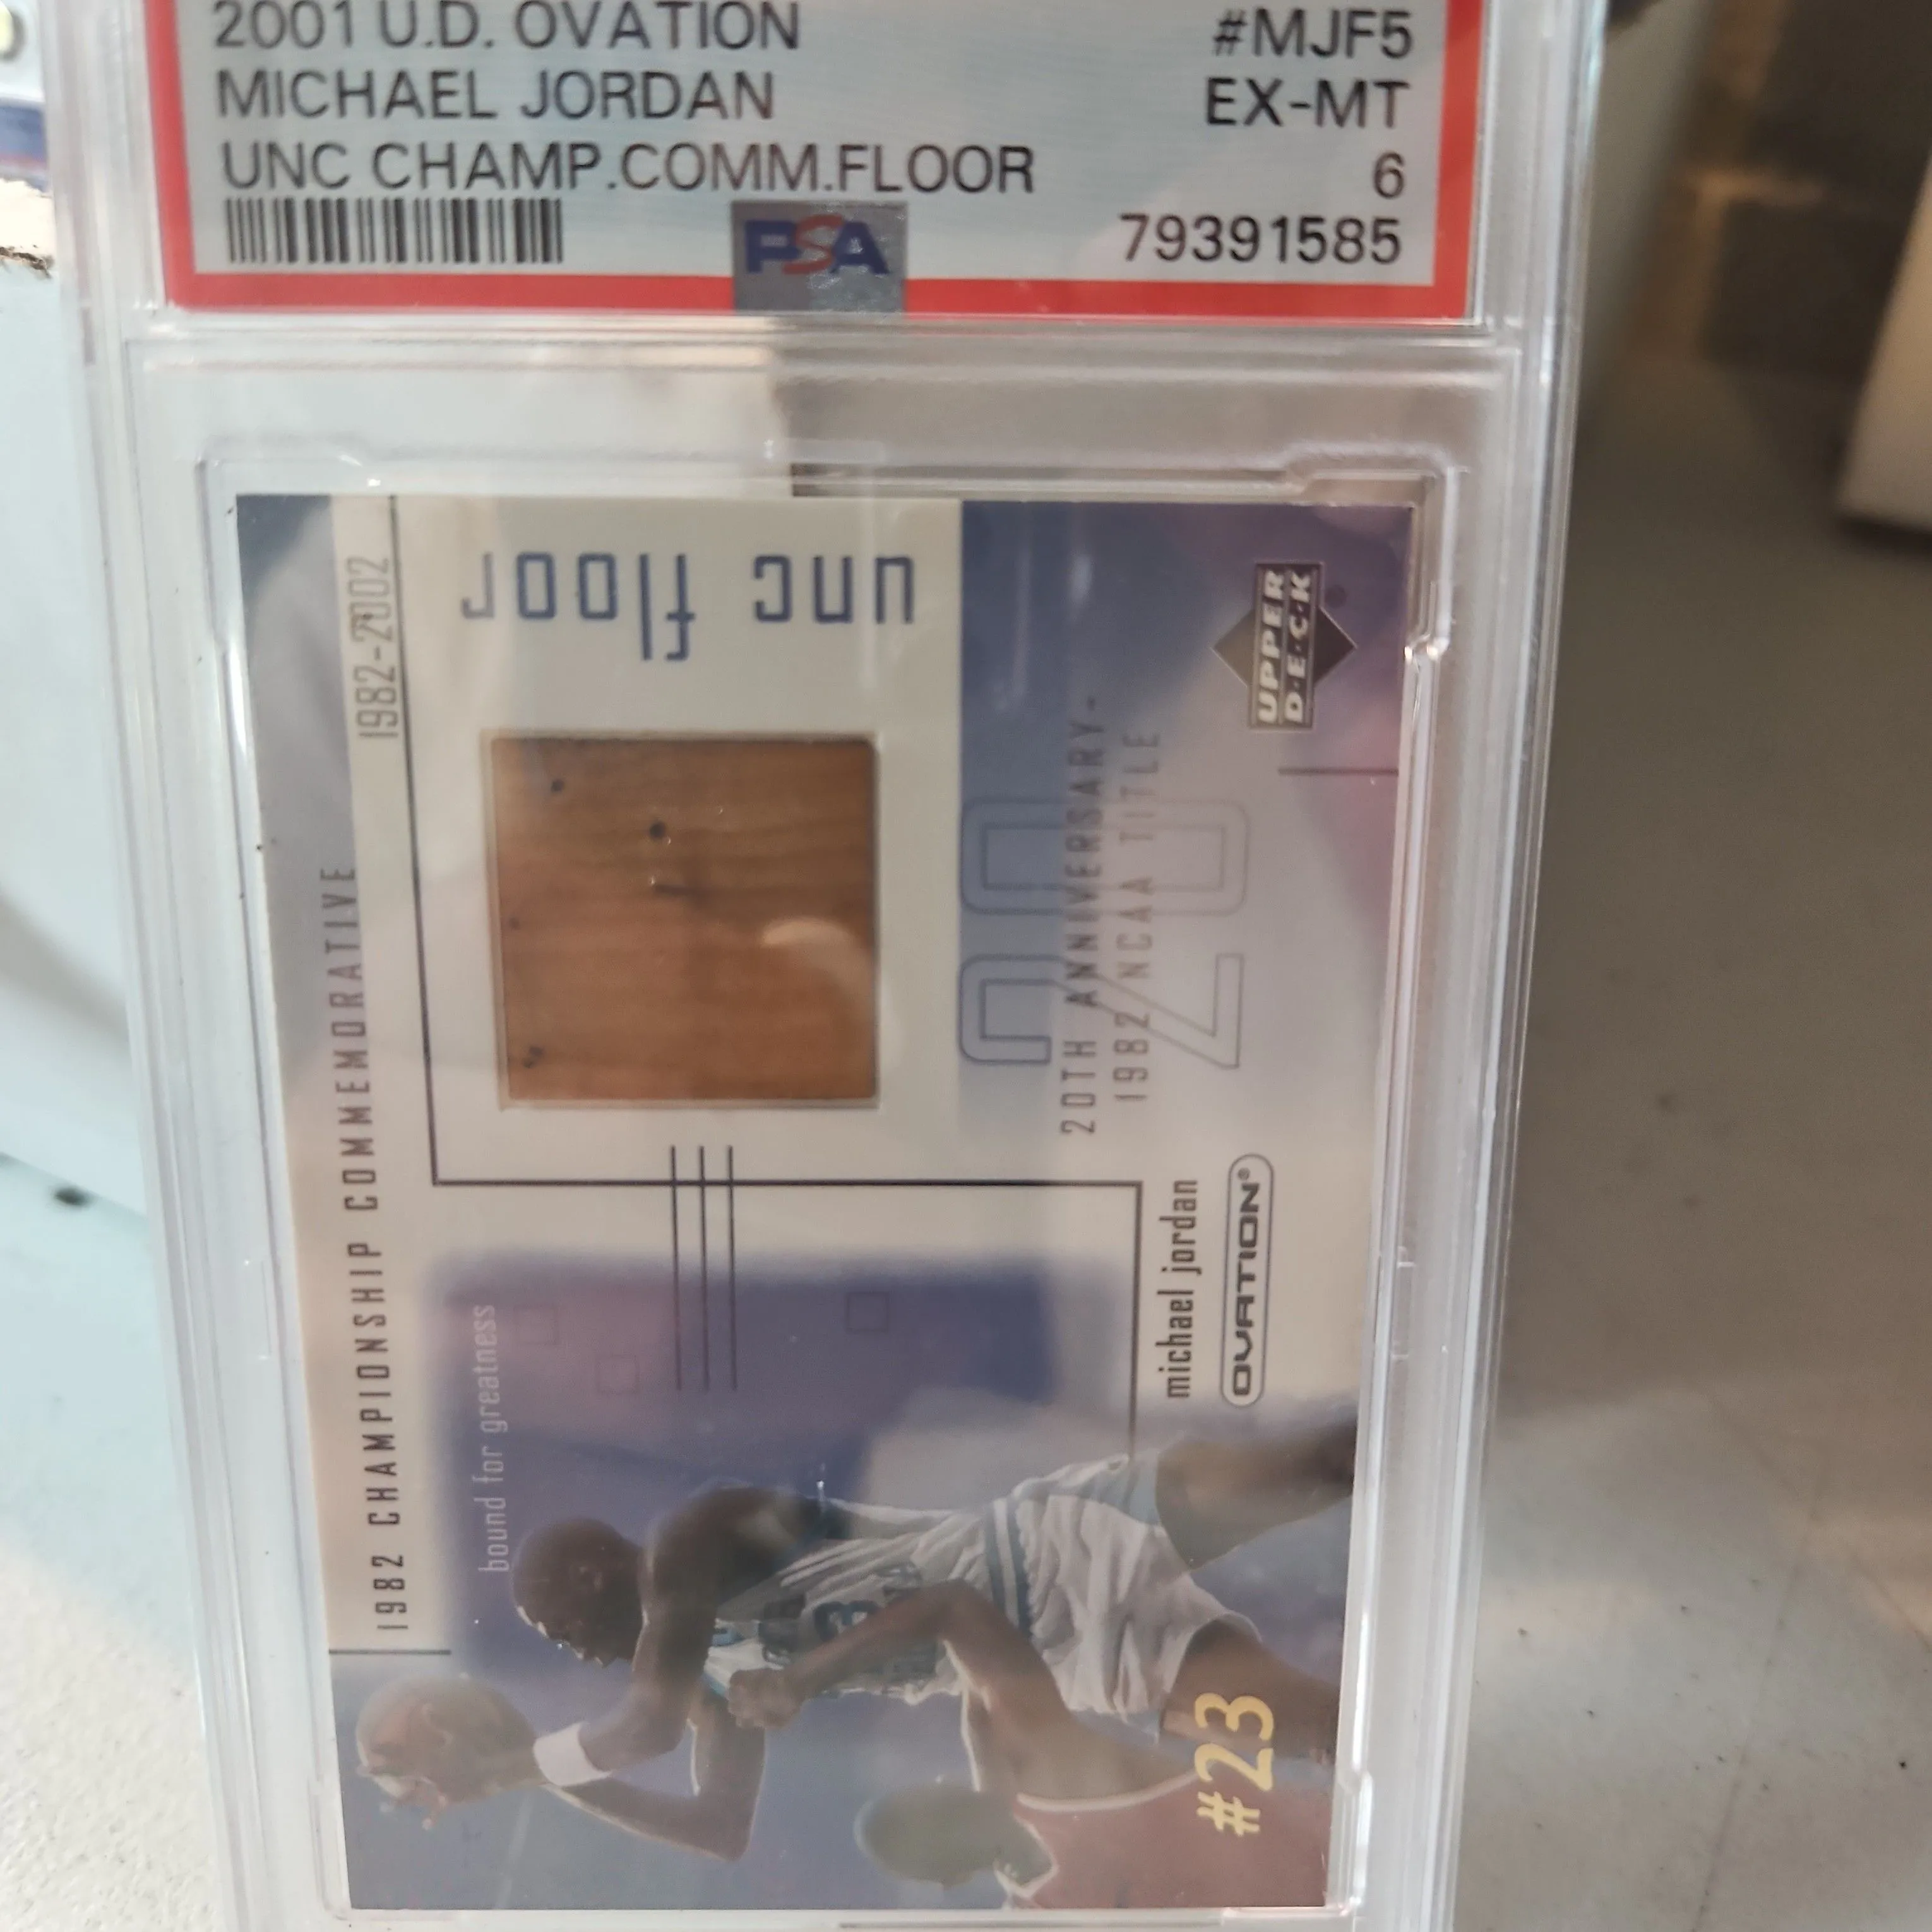 2001 U.D. OVATION #MJF5
MICHAEL JORDAN EX-MT
UNC CHAMP.COMM.FLOOR 6
PSA 79391585
1982 CHAMPIONSHIP COMMEMORATIVE 1982-2002
unc floor
bound for greatness
20
20TH ANNIVERSARY-
1982 NCAA TITLE
michael jordan
OVATION®
UPPER
D·E·C·K
#23